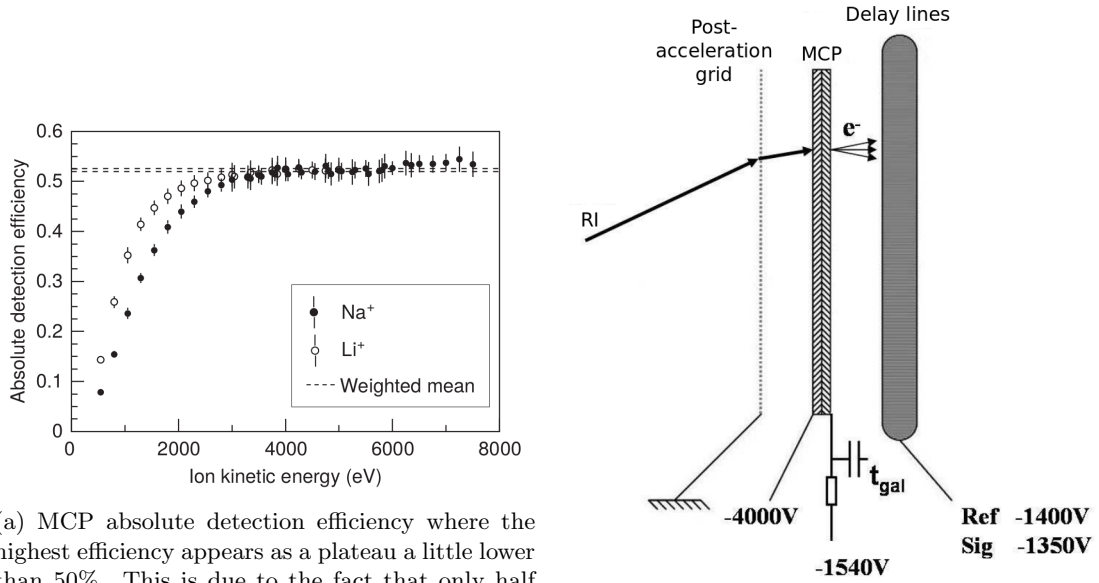 0.6
0.5
0.4
0.3
0.2
0.1
0
Absolute detection efficiency
Na+
Li+
Weighted mean
0 2000 4000 6000 8000
Ion kinetic energy (eV)
(a) MCP absolute detection efficiency where the
highest efficiency appears as a plateau a little lower
than 50%. This is due to the fact that only half
Post-
acceleration
grid
MCP
Delay lines
RI
e-
tgal
-4000V
-1540V
Ref -1400V
Sig -1350V